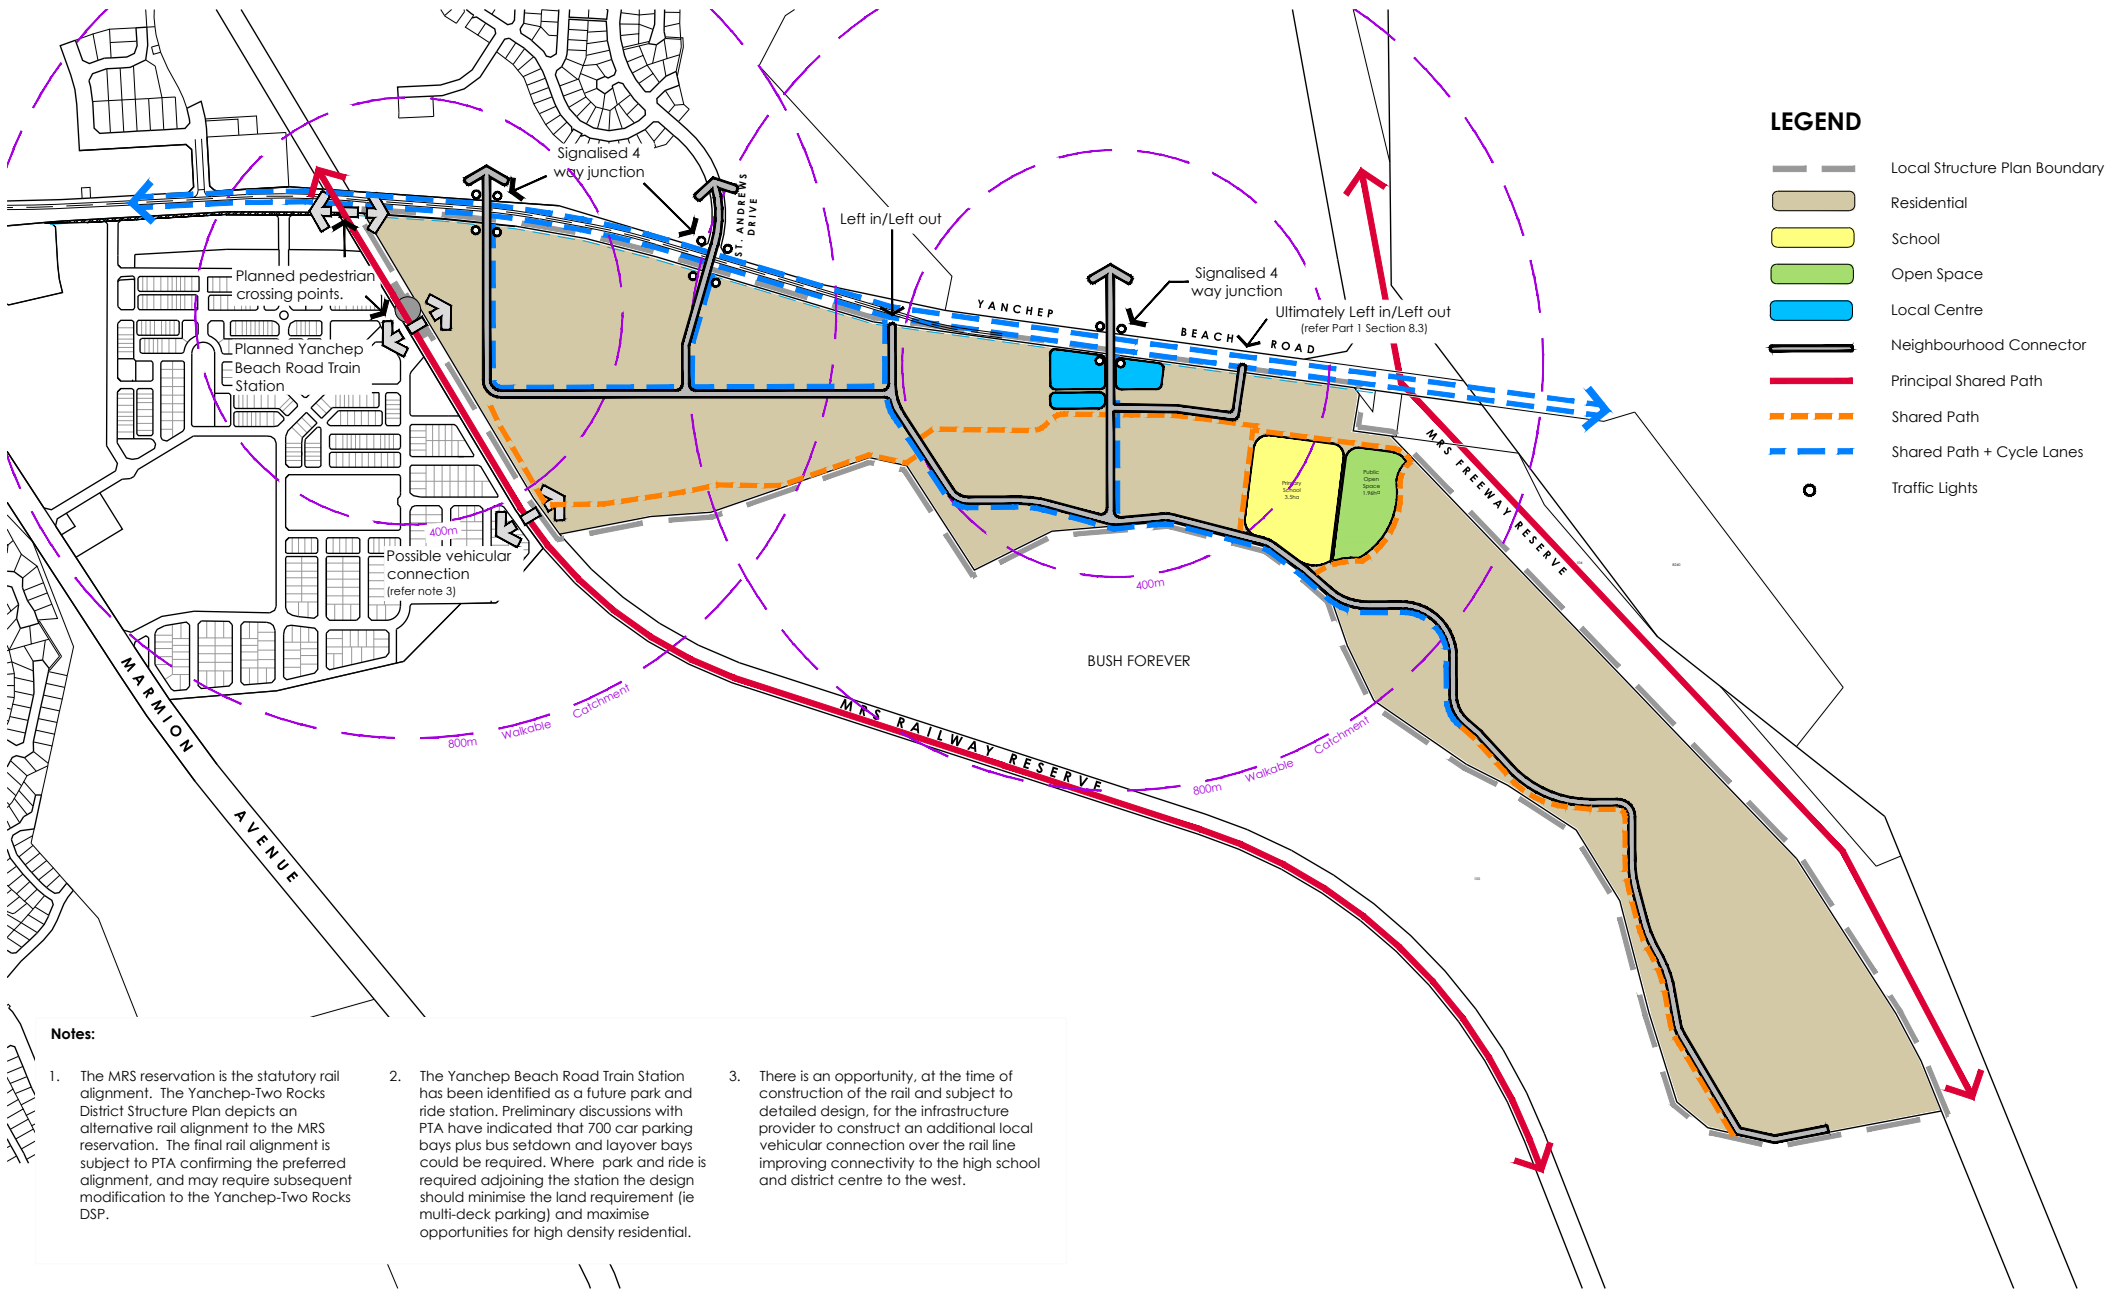 Signalised 4
way junction
ST. ANDREWS
DRIVE
Left in/Left out
Planned pedestrian
crossing points.
Planned Yanchep
Beach Road Train
Station
YANCHEP
BEACH ROAD
Signalised 4
way junction
Ultimately Left in/Left out
(refer Part 1 Section 8.3)
MRS FREEWAY RESERVE
Primary
School
3.5ha
Public
Open
Space
1.96ha
400m
400m
Possible vehicular
connection
(refer note 3)
BUSH FOREVER
MARMION
AVENUE
MRS RAILWAY RESERVE
800m Walkable Catchment
800m Walkable Catchment
LEGEND
Local Structure Plan Boundary
Residential
School
Open Space
Local Centre
Neighbourhood Connector
Principal Shared Path
Shared Path
Shared Path + Cycle Lanes
Traffic Lights
Notes:
1. The MRS reservation is the statutory rail
alignment. The Yanchep-Two Rocks
District Structure Plan depicts an
alternative rail alignment to the MRS
reservation. The final rail alignment is
subject to PTA confirming the preferred
alignment, and may require subsequent
modification to the Yanchep-Two Rocks
DSP.
2. The Yanchep Beach Road Train Station
has been identified as a future park and
ride station. Preliminary discussions with
PTA have indicated that 700 car parking
bays plus bus setdown and layover bays
could be required. Where park and ride is
required adjoining the station the design
should minimise the land requirement (ie
multi-deck parking) and maximise
opportunities for high density residential.
3. There is an opportunity, at the time of
construction of the rail and subject to
detailed design, for the infrastructure
provider to construct an additional local
vehicular connection over the rail line
improving connectivity to the high school
and district centre to the west.